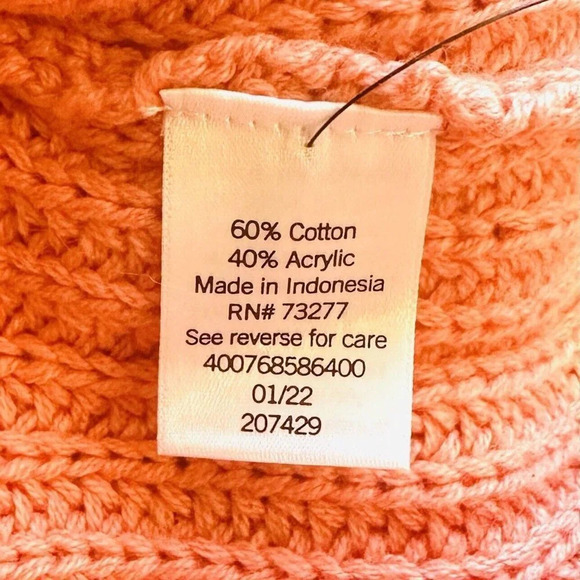 60% Cotton
40% Acrylic
Made in Indonesia
RN# 73277
See reverse for care
400768586400
01/22
207429